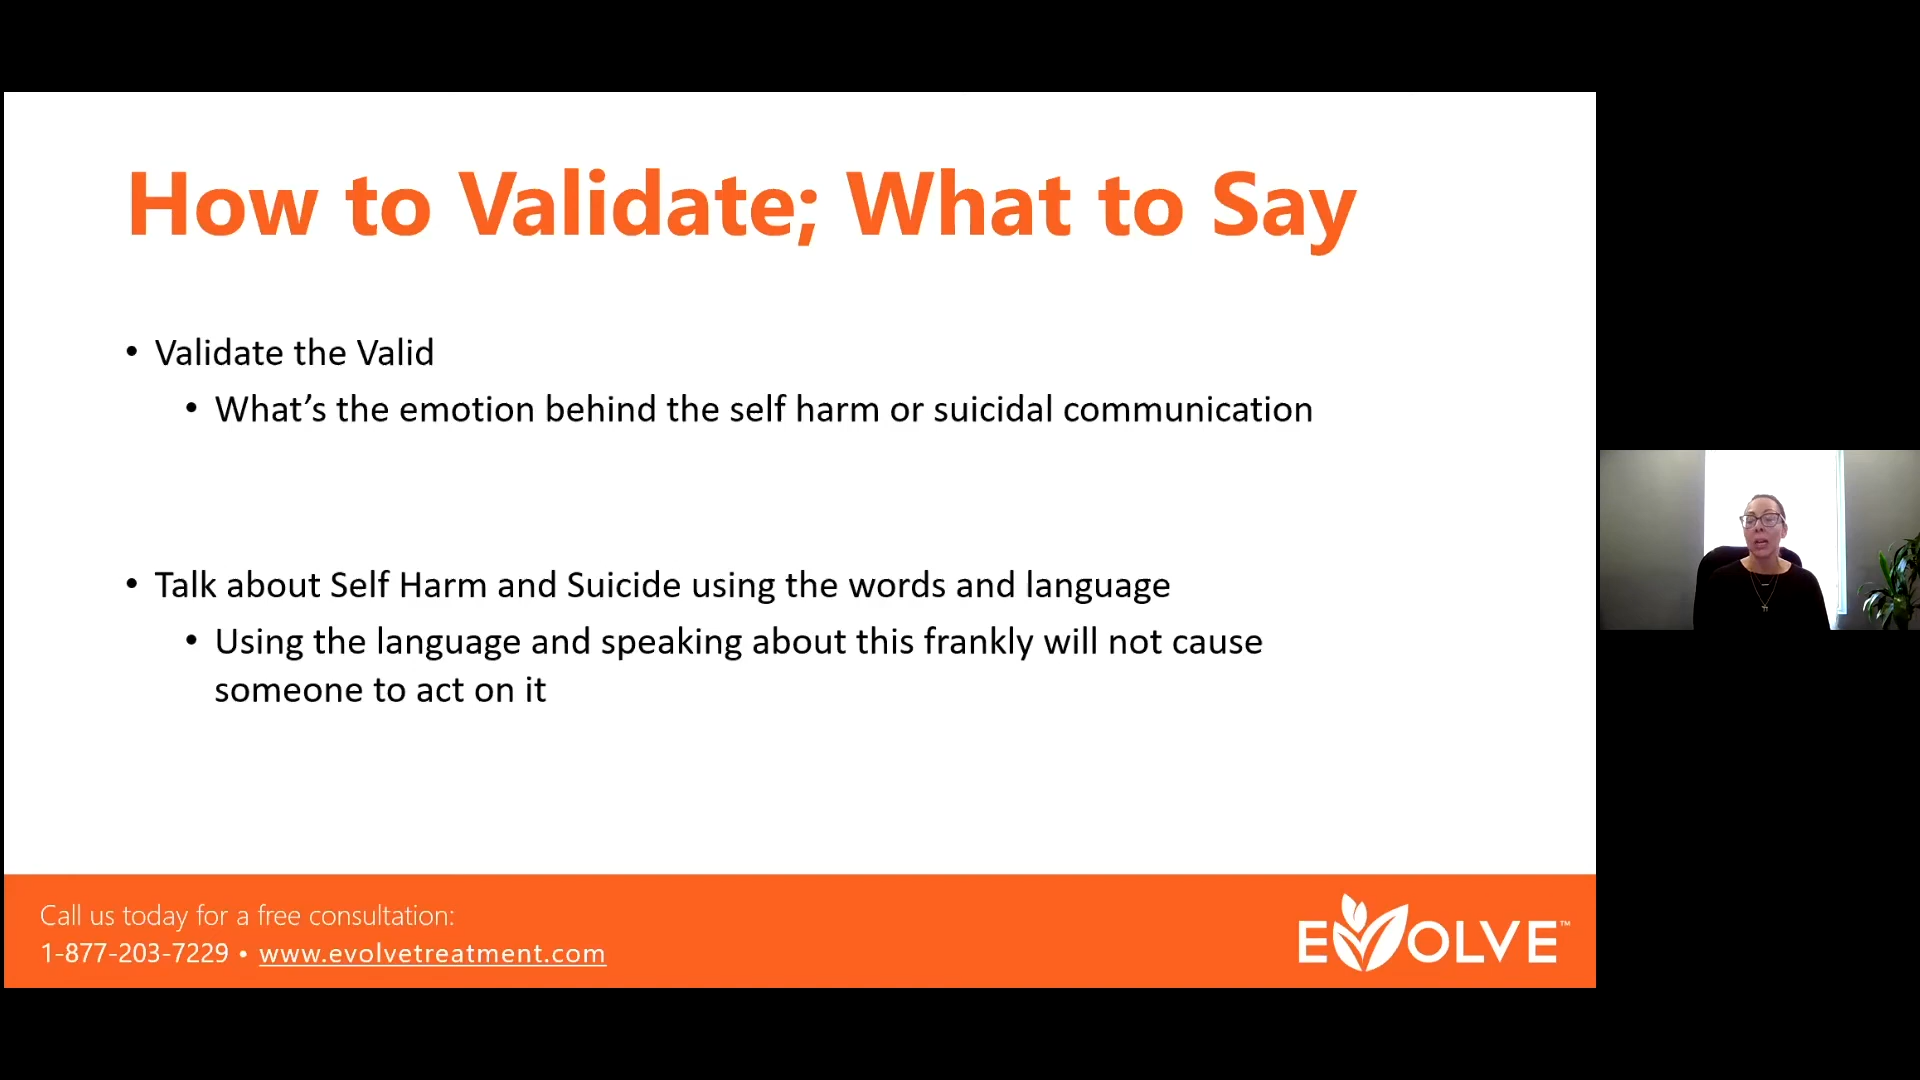 How to Validate; What to Say
• Validate the Valid
• What’s the emotion behind the self harm or suicidal communication
• Talk about Self Harm and Suicide using the words and language
• Using the language and speaking about this frankly will not cause
someone to act on it
Call us today for a free consultation:
1-877-203-7229 • www.evolvetreatment.com
EVOLVE™